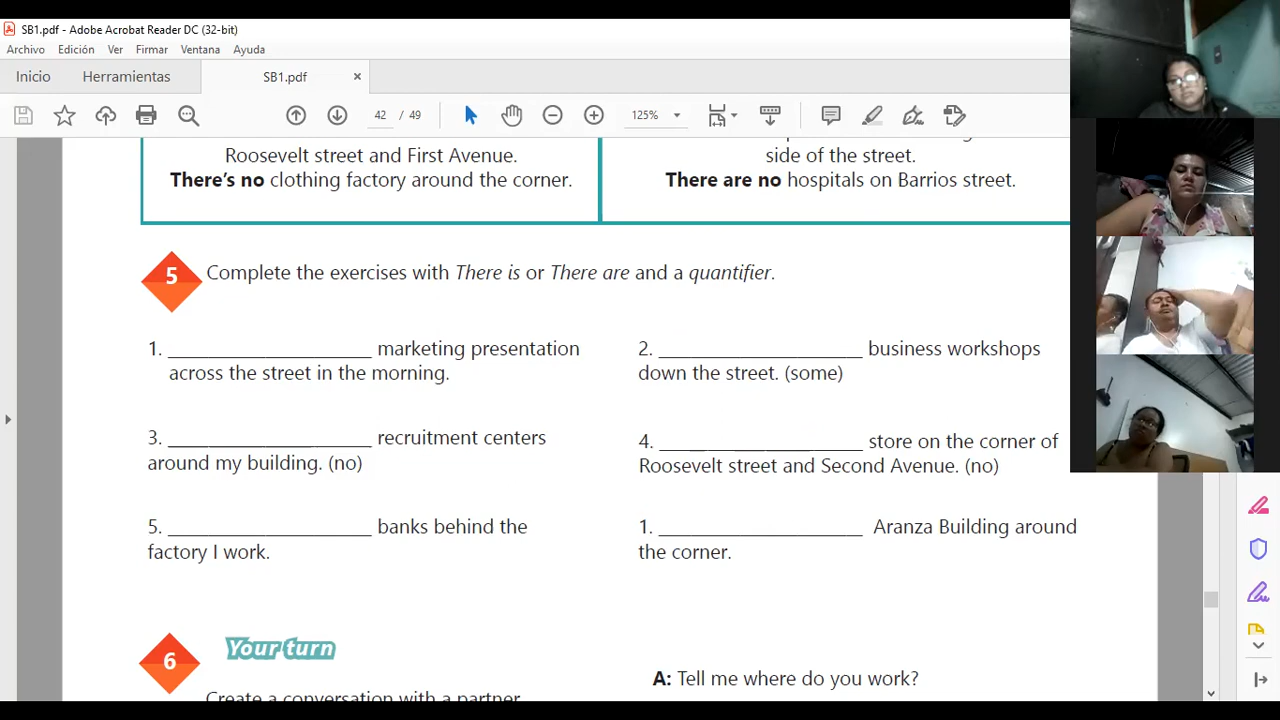 SB1.pdf - Adobe Acrobat Reader DC (32-bit)
Archivo Edición Ver Firmar Ventana Ayuda
Inicio Herramientas SB1.pdf ×
42 / 49 125%
Roosevelt street and First Avenue.
There's no clothing factory around the corner.
side of the street.
There are no hospitals on Barrios street.
5 Complete the exercises with There is or There are and a quantifier.
1. ____________________ marketing presentation
across the street in the morning.
2. ____________________ business workshops
down the street. (some)
3. ____________________ recruitment centers
around my building. (no)
4. ____________________ store on the corner of
Roosevelt street and Second Avenue. (no)
5. ____________________ banks behind the
factory I work.
1. ____________________ Aranza Building around
the corner.
6 Your turn
Create a conversation with a partner
A: Tell me where do you work?